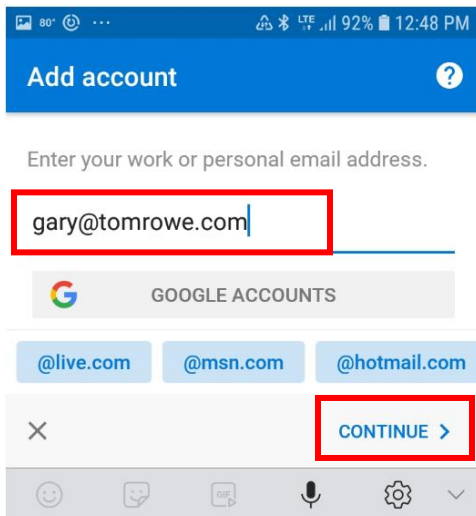 80° ... LTE 92% 12:48 PM
Add account ?
Enter your work or personal email address.
gary@tomrowe.com
G GOOGLE ACCOUNTS
@live.com @msn.com @hotmail.com
× CONTINUE >
GIF